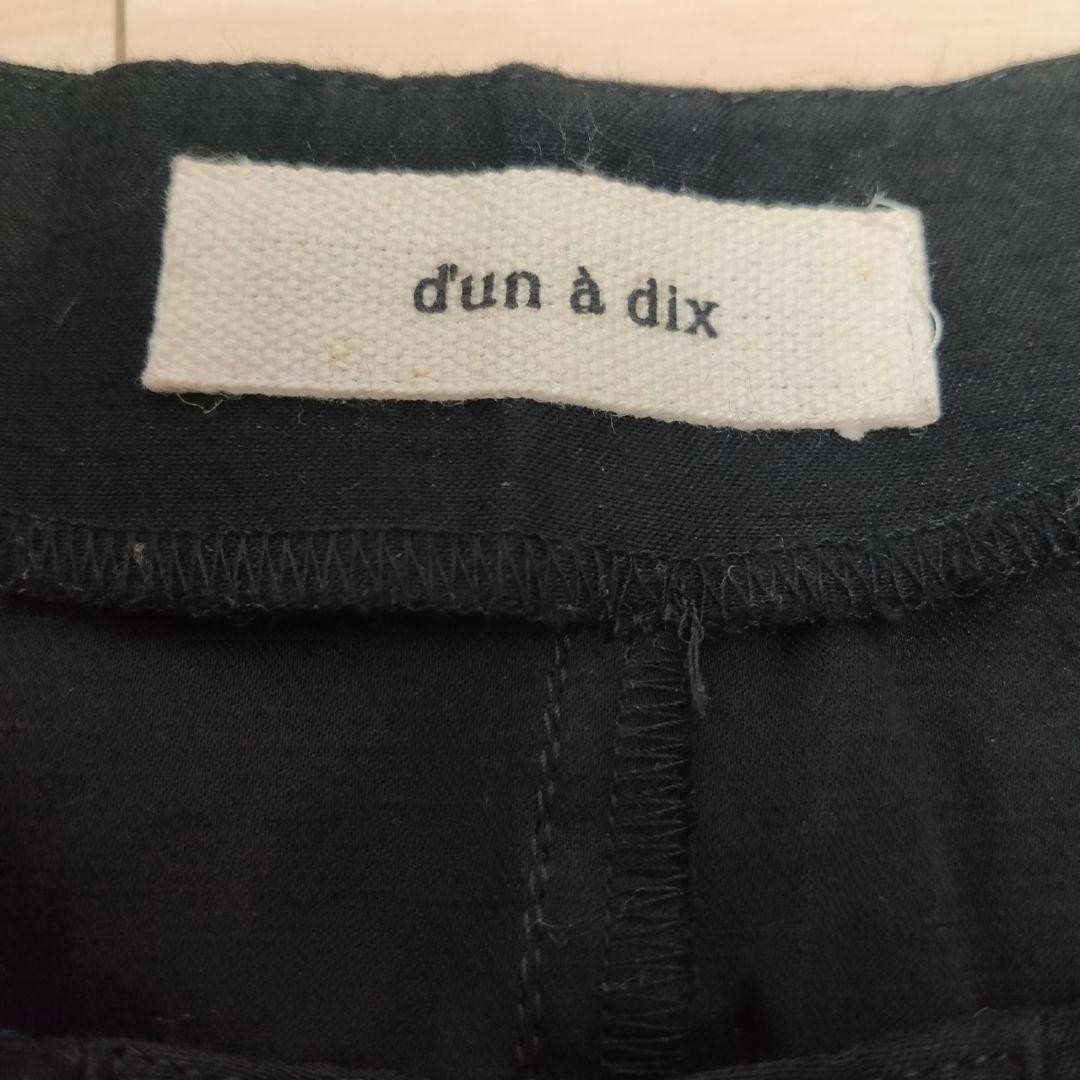 d'un à dix